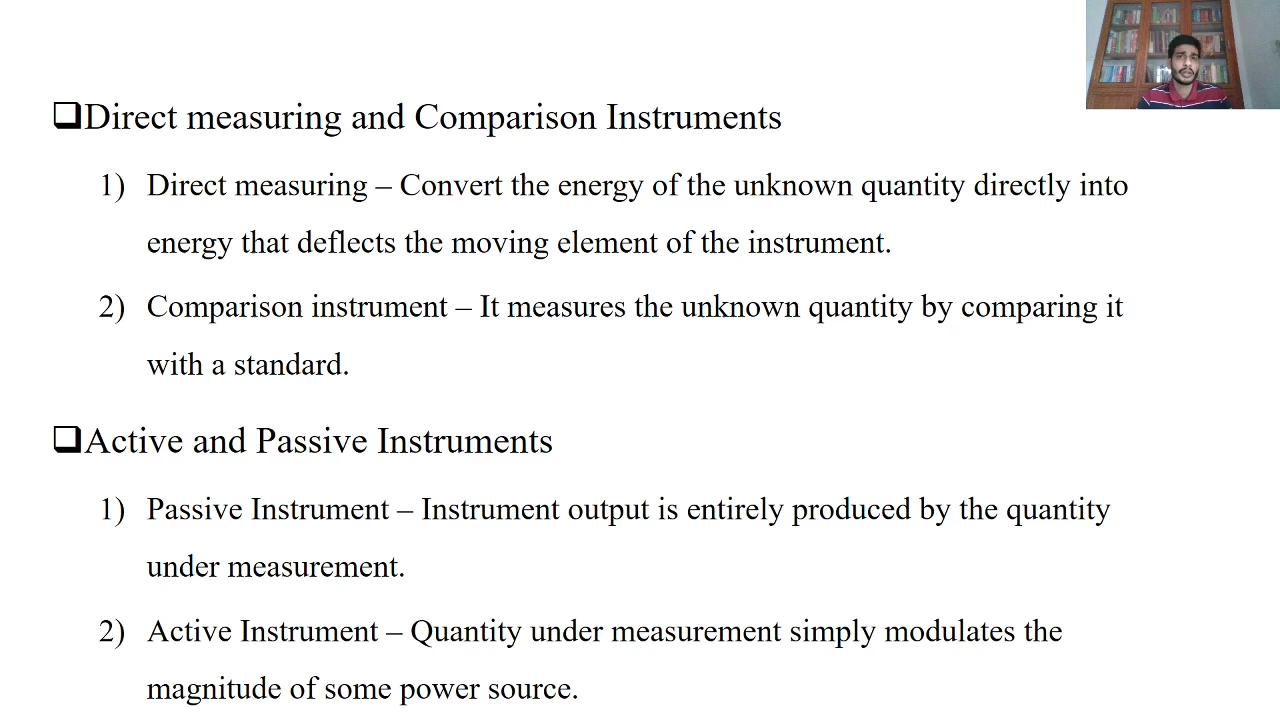 ❑Direct measuring and Comparison Instruments
1) Direct measuring – Convert the energy of the unknown quantity directly into
energy that deflects the moving element of the instrument.
2) Comparison instrument – It measures the unknown quantity by comparing it
with a standard.
❑Active and Passive Instruments
1) Passive Instrument – Instrument output is entirely produced by the quantity
under measurement.
2) Active Instrument – Quantity under measurement simply modulates the
magnitude of some power source.